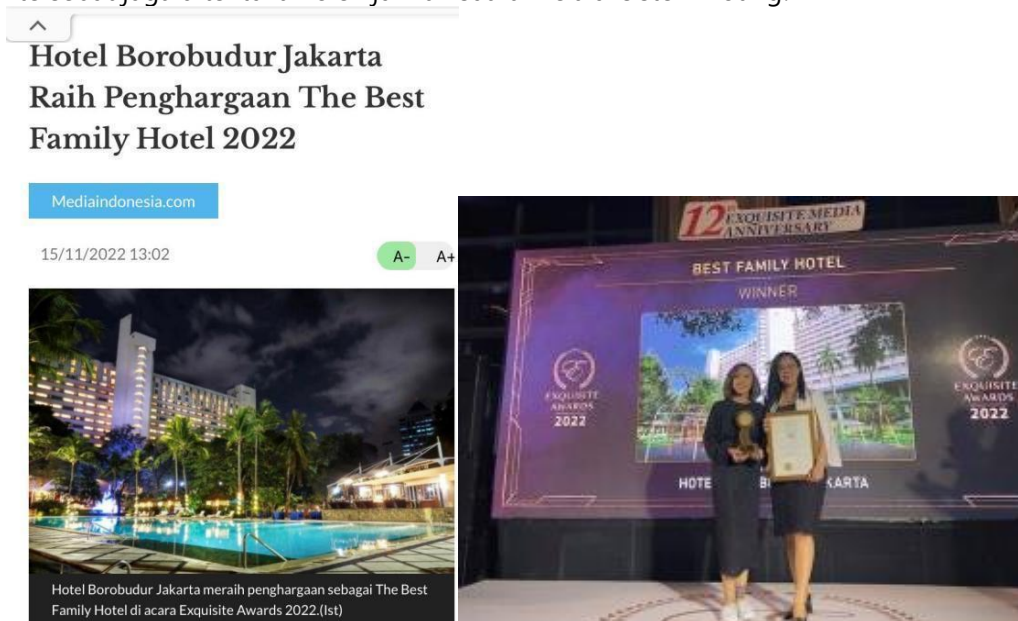 Hotel Borobudur Jakarta
Raih Penghargaan The Best
Family Hotel 2022
Mediaindonesia.com
15/11/2022 13:02
A- A+
Hotel Borobudur Jakarta meraih penghargaan sebagai The Best
Family Hotel di acara Exquisite Awards 2022.(Ist)
12
EXQUISITE MEDIA
ANNIVERSARY
BEST FAMILY HOTEL
WINNER
EXQUISITE
AWARDS
2022
EXQUISITE
AWARDS
2022